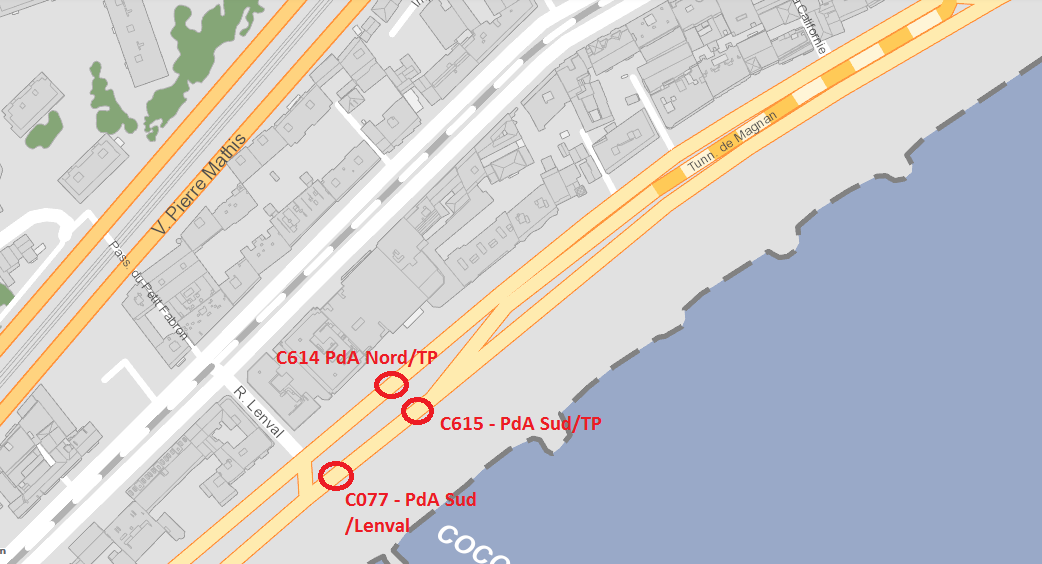 Californie
Tunn. de Magnan
V. Pierre Mathis
Pass. du Petit Fabron
C614 PdA Nord/TP
R. Lenval
C615 - PdA Sud/TP
C077 - PdA Sud
/Lenval
COCO
n